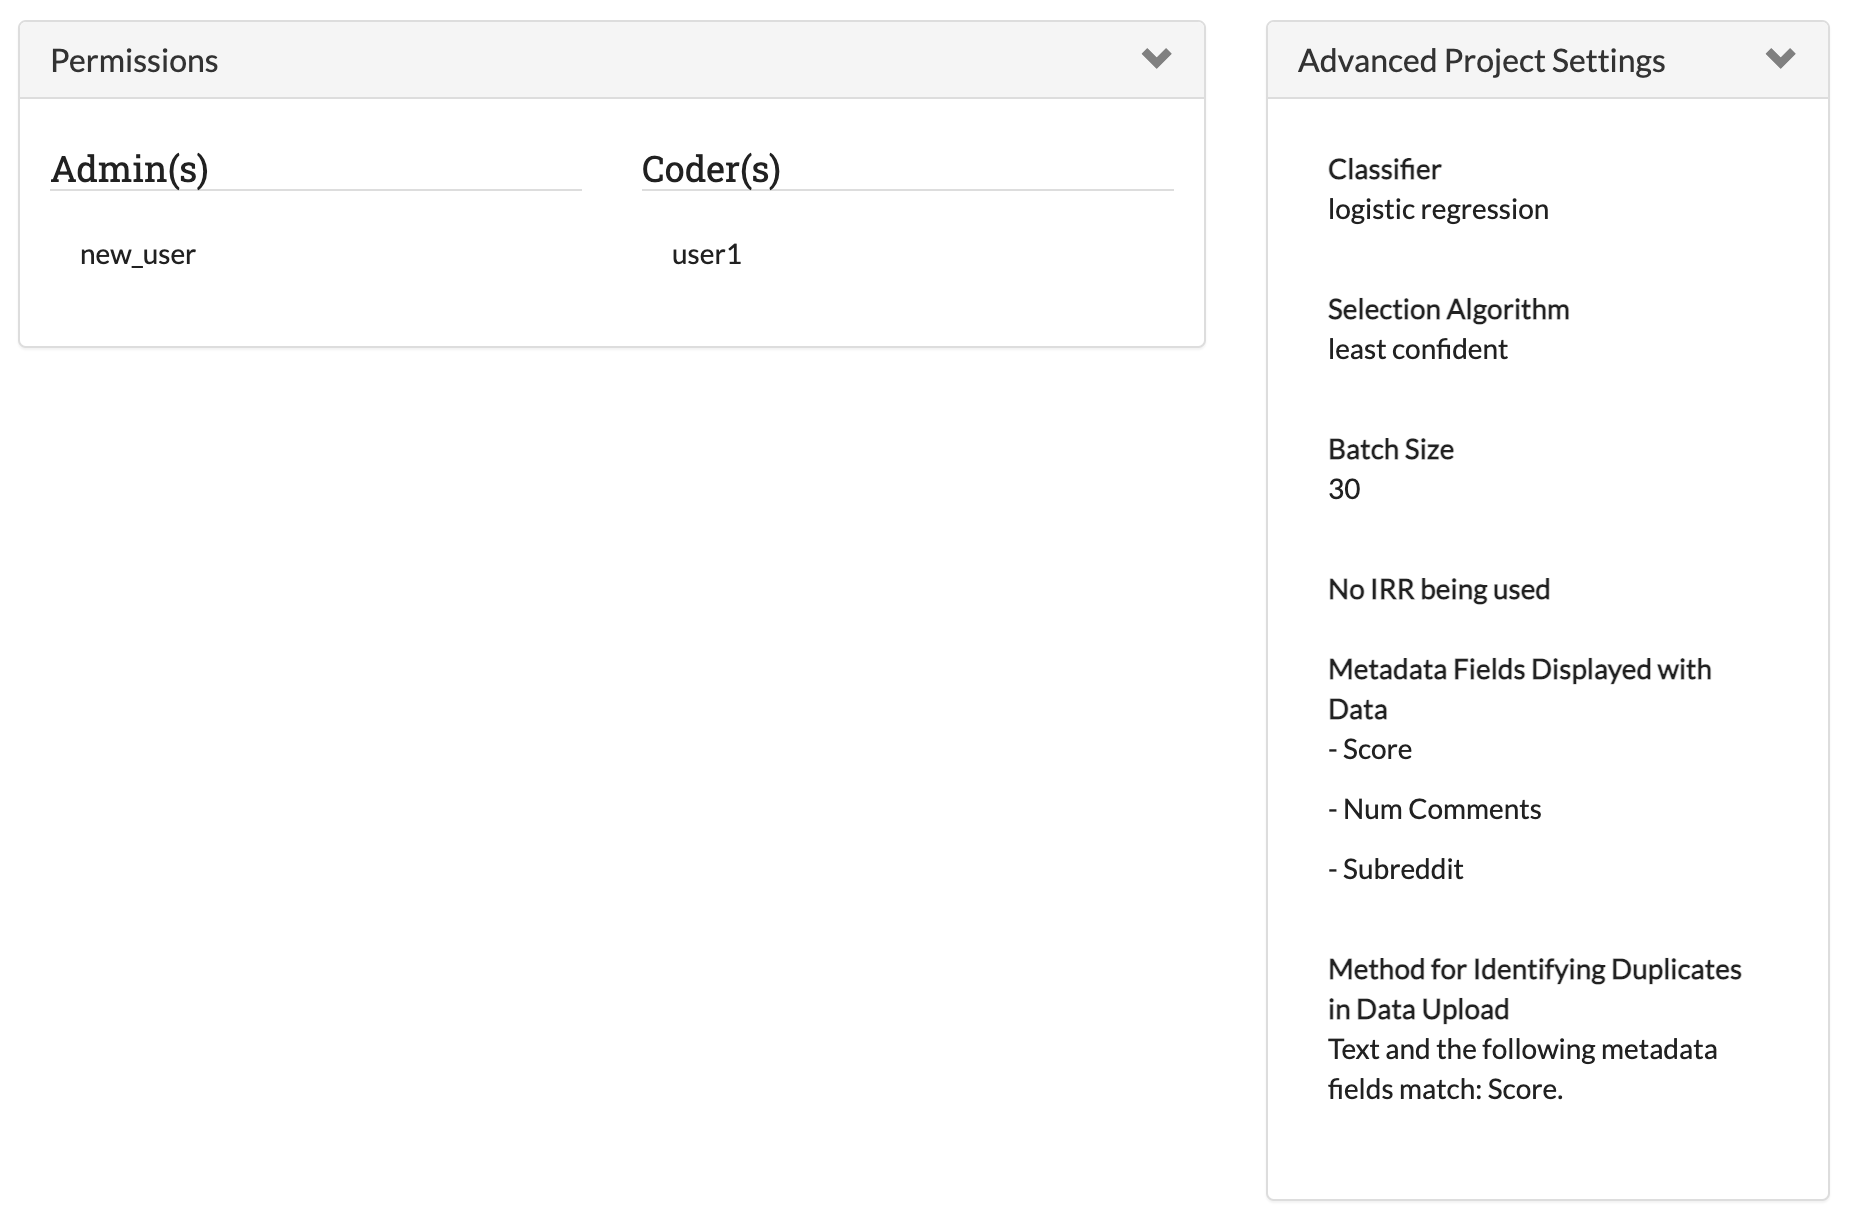 Permissions
Admin(s)
Coder(s)
new_user
user1
Advanced Project Settings
Classifier
logistic regression
Selection Algorithm
least confident
Batch Size
30
No IRR being used
Metadata Fields Displayed with
Data
- Score
- Num Comments
- Subreddit
Method for Identifying Duplicates
in Data Upload
Text and the following metadata
fields match: Score.